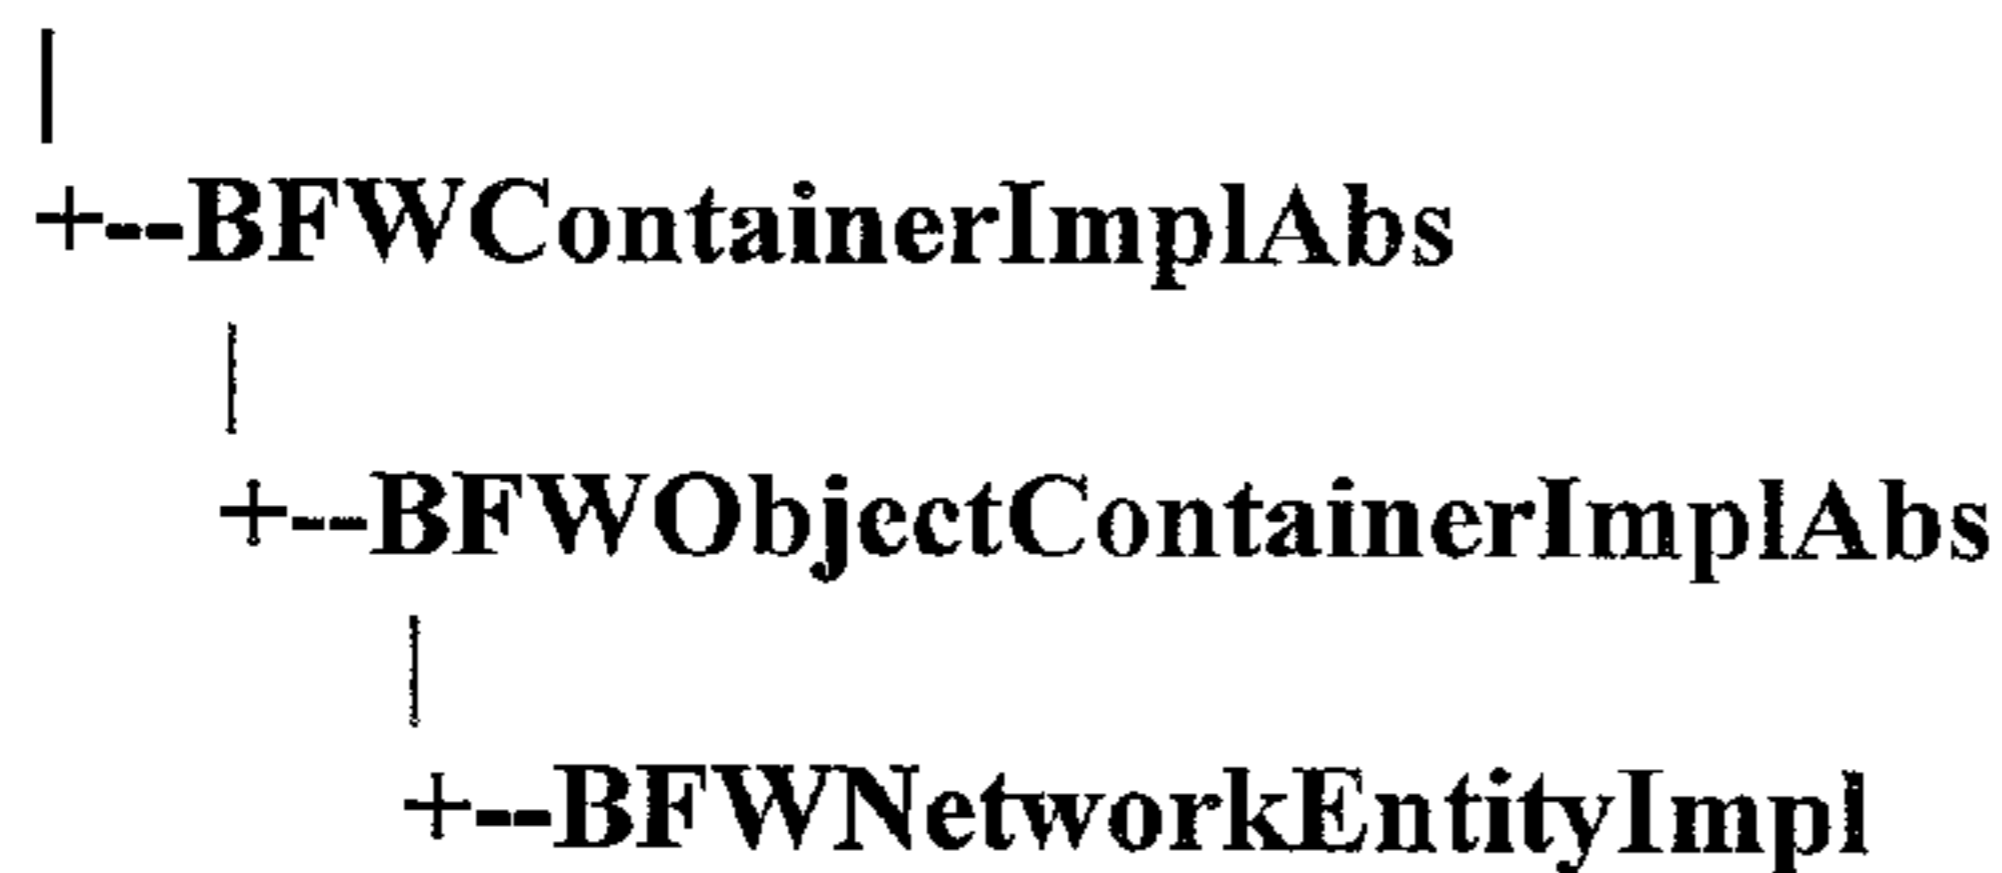 |
+--BFWContainerImplAbs
|
+--BFWObjectContainerImplAbs
|
+--BFWNetworkEntityImpl